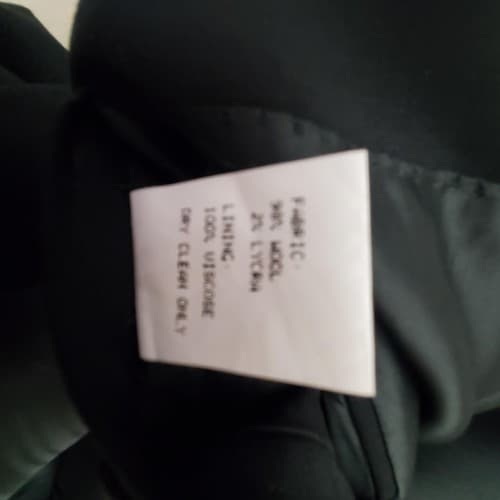 FABRIC:
98% WOOL
2% LYCRA
LINING:
100% VISCOSE
DRY CLEAN ONLY